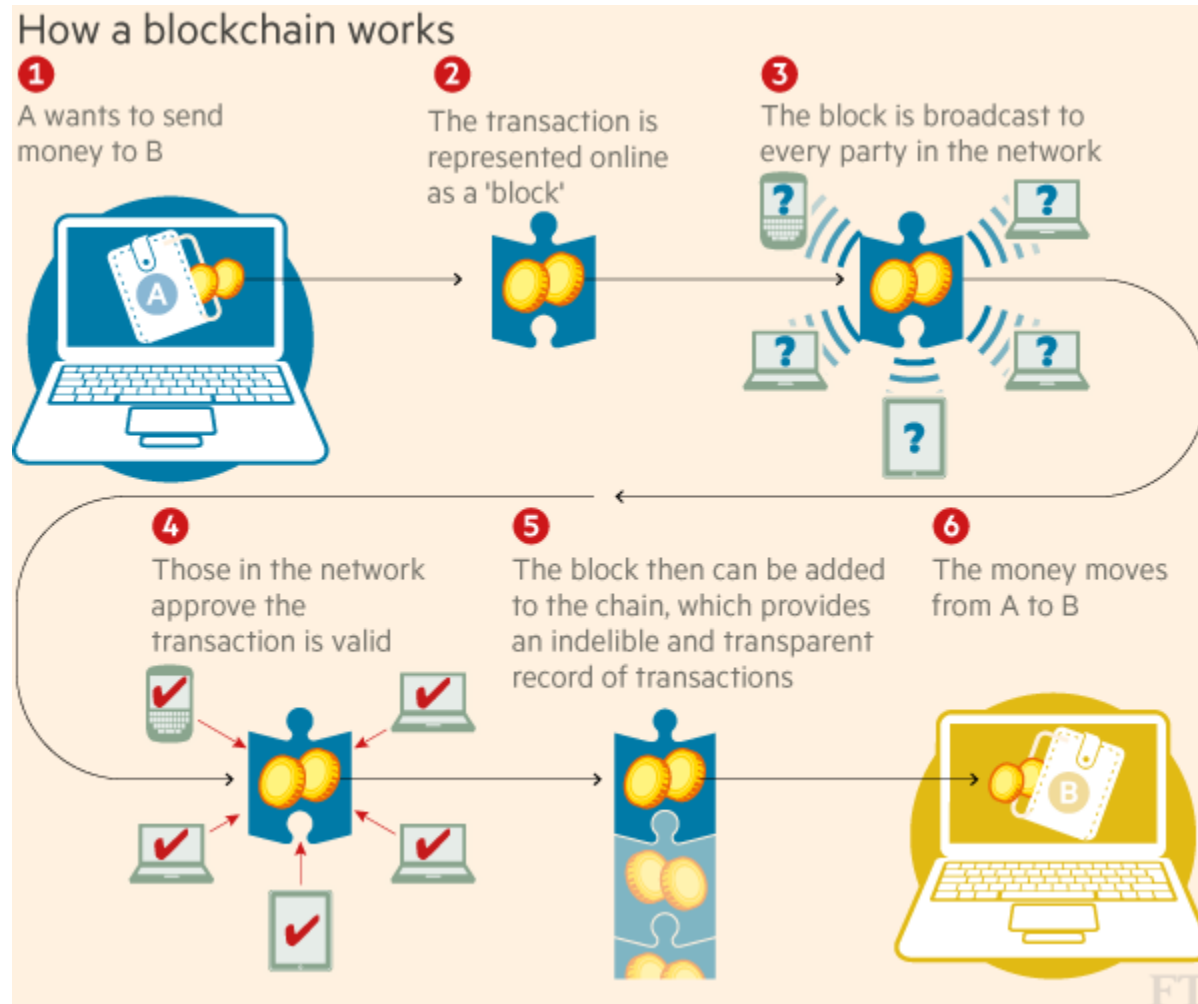 How a blockchain works
1
A wants to send
money to B
2
The transaction is
represented online
as a 'block'
3
The block is broadcast to
every party in the network
A
?
?
?
?
?
4
Those in the network
approve the
transaction is valid
5
The block then can be added
to the chain, which provides
an indelible and transparent
record of transactions
6
The money moves
from A to B
B
FT